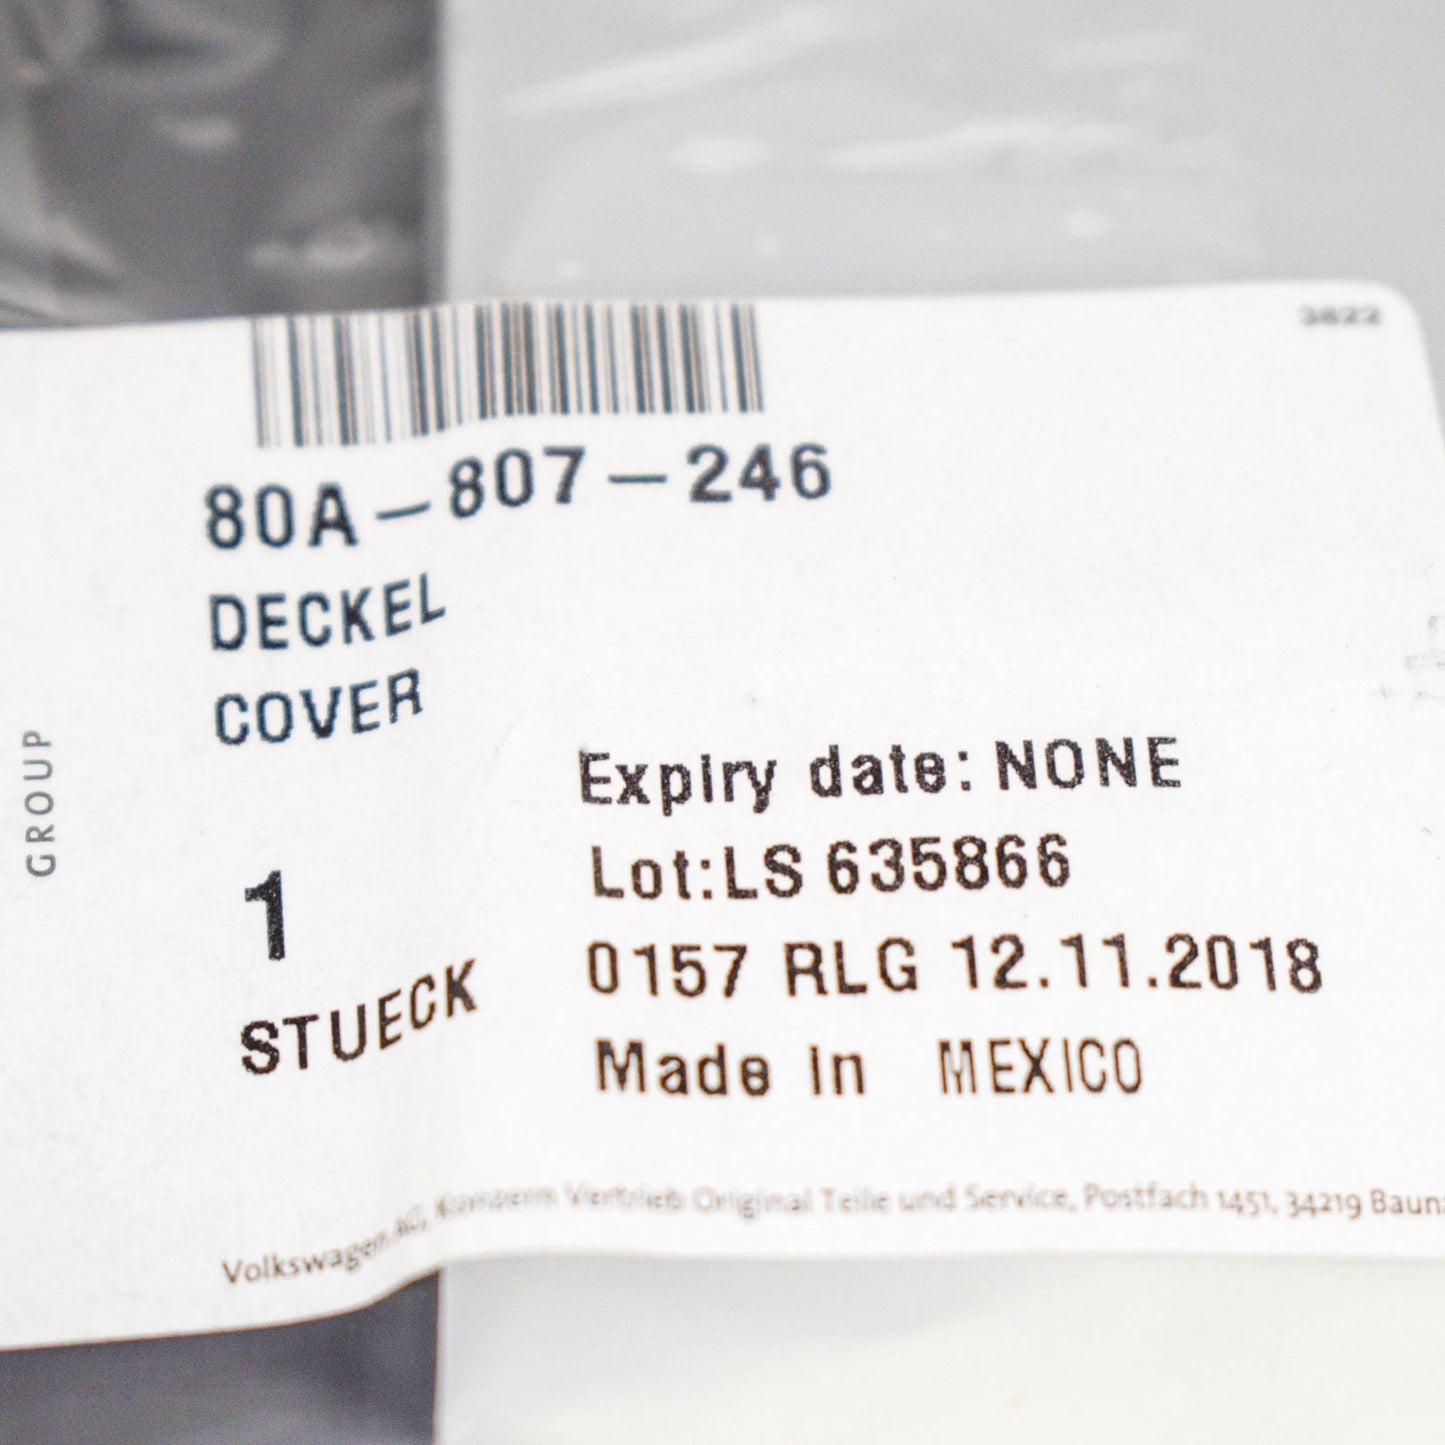 3622
80A-807-246
DECKEL
COVER
GROUP
Expiry date: NONE
Lot:LS 635866
1
0157 RLG 12.11.2018
STUECK
Made in MEXICO
Volkswagen AG, Konzern Vertrieb Original Teile und Service, Postfach 1451, 34219